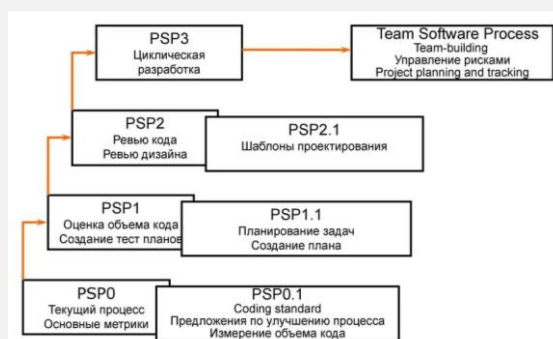 PSP3
Циклическая
разработка
Team Software Process
Team-building
Управление рисками
Project planning and tracking
PSP2
Ревью кода
Ревью дизайна
PSP2.1
Шаблоны проектирования
PSP1
Оценка объема кода
Создание тест планов
PSP1.1
Планирование задач
Создание плана
PSP0
Текущий процесс
Основные метрики
PSP0.1
Coding standard
Предложения по улучшению процесса
Измерение объема кода